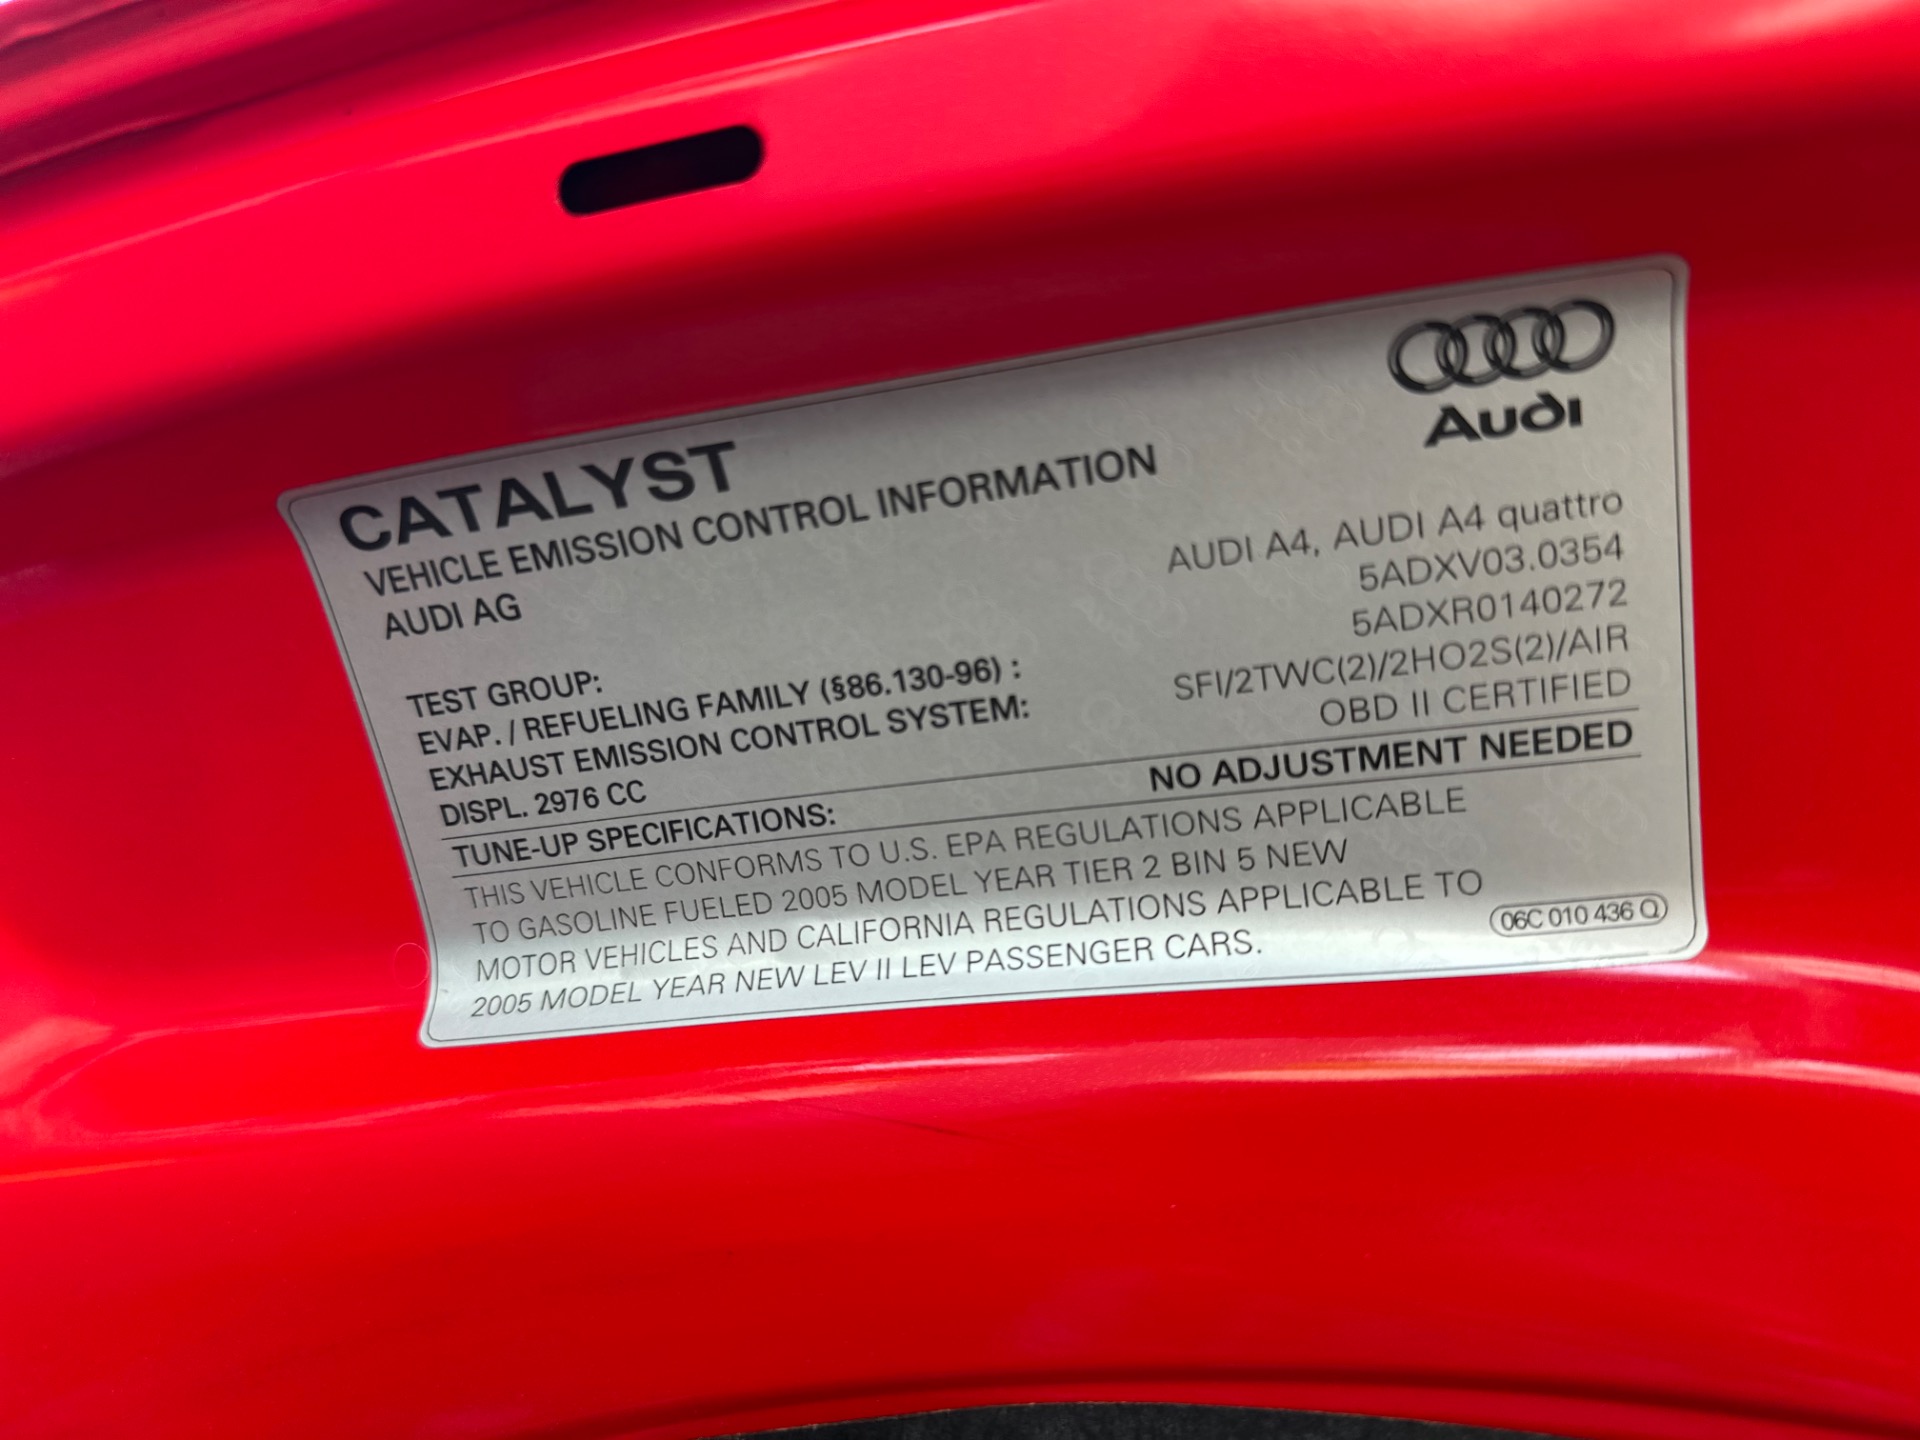 Audi
CATALYST
VEHICLE EMISSION CONTROL INFORMATION
AUDI AG
AUDI A4, AUDI A4 quattro
TEST GROUP: 5ADXV03.0354
EVAP. / REFUELING FAMILY (§86.130-96) : 5ADXR0140272
EXHAUST EMISSION CONTROL SYSTEM: SFI/2TWC(2)/2HO2S(2)/AIR
DISPL. 2976 CC OBD II CERTIFIED
TUNE-UP SPECIFICATIONS: NO ADJUSTMENT NEEDED
THIS VEHICLE CONFORMS TO U.S. EPA REGULATIONS APPLICABLE
TO GASOLINE FUELED 2005 MODEL YEAR TIER 2 BIN 5 NEW
MOTOR VEHICLES AND CALIFORNIA REGULATIONS APPLICABLE TO
2005 MODEL YEAR NEW LEV II LEV PASSENGER CARS.
06C 010 436 Q